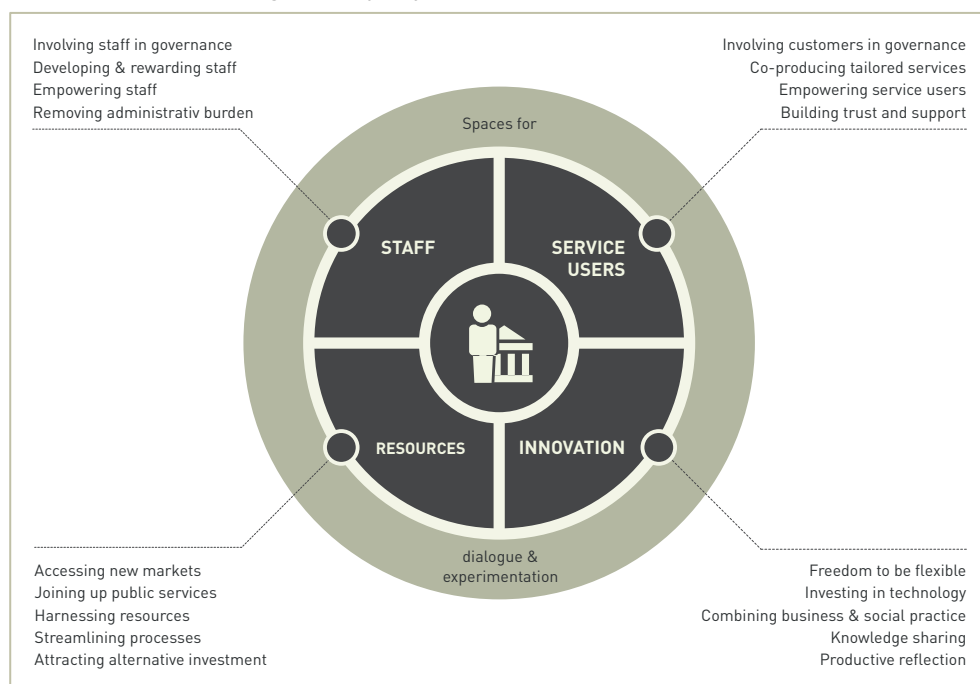 Involving staff in governance
Developing & rewarding staff
Empowering staff
Removing administrativ burden
Involving customers in governance
Co-producing tailored services
Empowering service users
Building trust and support
Spaces for
STAFF
SERVICE
USERS
RESOURCES
INNOVATION
dialogue &
experimentation
Accessing new markets
Joining up public services
Harnessing resources
Streamlining processes
Attracting alternative investment
Freedom to be flexible
Investing in technology
Combining business & social practice
Knowledge sharing
Productive reflection